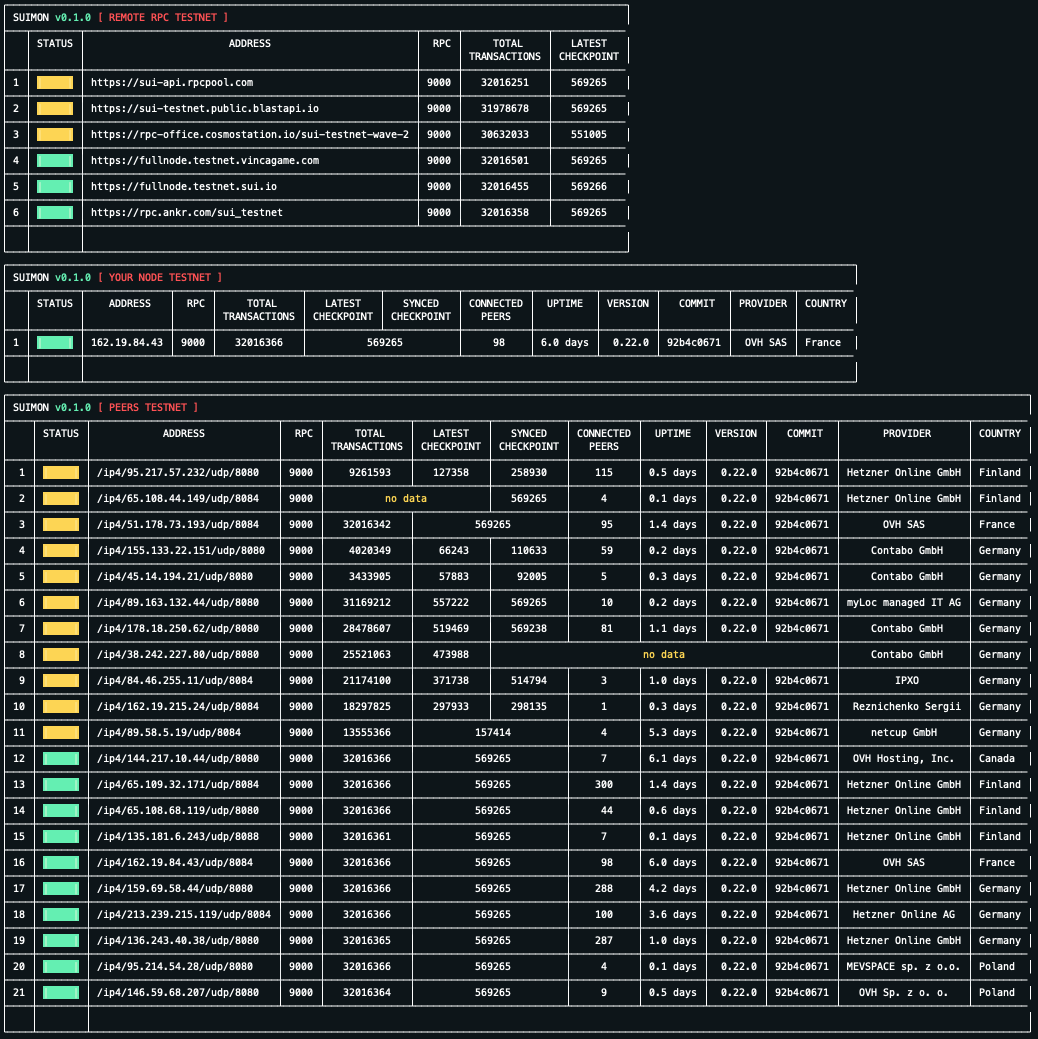 SUIMON v0.1.0 [ REMOTE RPC TESTNET ]
STATUS ADDRESS RPC TOTAL TRANSACTIONS LATEST CHECKPOINT
1 https://sui-api.rpcpool.com 9000 32016251 569265
2 https://sui-testnet.public.blastapi.io 9000 31978678 569265
3 https://rpc-office.cosmostation.io/sui-testnet-wave-2 9000 30632033 551005
4 https://fullnode.testnet.vincagame.com 9000 32016501 569265
5 https://fullnode.testnet.sui.io 9000 32016455 569266
6 https://rpc.ankr.com/sui_testnet 9000 32016358 569265
SUIMON v0.1.0 [ YOUR NODE TESTNET ]
STATUS ADDRESS RPC TOTAL TRANSACTIONS LATEST CHECKPOINT SYNCED CHECKPOINT CONNECTED PEERS UPTIME VERSION COMMIT PROVIDER COUNTRY
1 162.19.84.43 9000 32016366 569265 98 6.0 days 0.22.0 92b4c0671 OVH SAS France
SUIMON v0.1.0 [ PEERS TESTNET ]
STATUS ADDRESS RPC TOTAL TRANSACTIONS LATEST CHECKPOINT SYNCED CHECKPOINT CONNECTED PEERS UPTIME VERSION COMMIT PROVIDER COUNTRY
1 /ip4/95.217.57.232/udp/8080 9000 9261593 127358 258930 115 0.5 days 0.22.0 92b4c0671 Hetzner Online GmbH Finland
2 /ip4/65.108.44.149/udp/8084 9000 no data 569265 4 0.1 days 0.22.0 92b4c0671 Hetzner Online GmbH Finland
3 /ip4/51.178.73.193/udp/8084 9000 32016342 569265 95 1.4 days 0.22.0 92b4c0671 OVH SAS France
4 /ip4/155.133.22.151/udp/8080 9000 4020349 66243 110633 59 0.2 days 0.22.0 92b4c0671 Contabo GmbH Germany
5 /ip4/45.14.194.21/udp/8080 9000 3433905 57883 92005 5 0.3 days 0.22.0 92b4c0671 Contabo GmbH Germany
6 /ip4/89.163.132.44/udp/8080 9000 31169212 557222 569265 10 0.2 days 0.22.0 92b4c0671 myLoc managed IT AG Germany
7 /ip4/178.18.250.62/udp/8080 9000 28478607 519469 569238 81 1.1 days 0.22.0 92b4c0671 Contabo GmbH Germany
8 /ip4/38.242.227.80/udp/8080 9000 25521063 473988 no data Contabo GmbH Germany
9 /ip4/84.46.255.11/udp/8084 9000 21174100 371738 514794 3 1.0 days 0.22.0 92b4c0671 IPXO Germany
10 /ip4/162.19.215.24/udp/8084 9000 18297825 297933 298135 1 0.3 days 0.22.0 92b4c0671 Reznichenko Sergii Germany
11 /ip4/89.58.5.19/udp/8084 9000 13555366 157414 4 5.3 days 0.22.0 92b4c0671 netcup GmbH Germany
12 /ip4/144.217.10.44/udp/8080 9000 32016366 569265 7 6.1 days 0.22.0 92b4c0671 OVH Hosting, Inc. Canada
13 /ip4/65.109.32.171/udp/8084 9000 32016366 569265 300 1.4 days 0.22.0 92b4c0671 Hetzner Online GmbH Finland
14 /ip4/65.108.68.119/udp/8080 9000 32016366 569265 44 0.6 days 0.22.0 92b4c0671 Hetzner Online GmbH Finland
15 /ip4/135.181.6.243/udp/8088 9000 32016361 569265 7 0.1 days 0.22.0 92b4c0671 Hetzner Online GmbH Finland
16 /ip4/162.19.84.43/udp/8084 9000 32016366 569265 98 6.0 days 0.22.0 92b4c0671 OVH SAS France
17 /ip4/159.69.58.44/udp/8080 9000 32016366 569265 288 4.2 days 0.22.0 92b4c0671 Hetzner Online GmbH Germany
18 /ip4/213.239.215.119/udp/8084 9000 32016366 569265 100 3.6 days 0.22.0 92b4c0671 Hetzner Online AG Germany
19 /ip4/136.243.40.38/udp/8080 9000 32016365 569265 287 1.0 days 0.22.0 92b4c0671 Hetzner Online GmbH Germany
20 /ip4/95.214.54.28/udp/8080 9000 32016366 569265 4 0.1 days 0.22.0 92b4c0671 MEVSPACE sp. z o.o. Poland
21 /ip4/146.59.68.207/udp/8080 9000 32016364 569265 9 0.5 days 0.22.0 92b4c0671 OVH Sp. z o. o. Poland